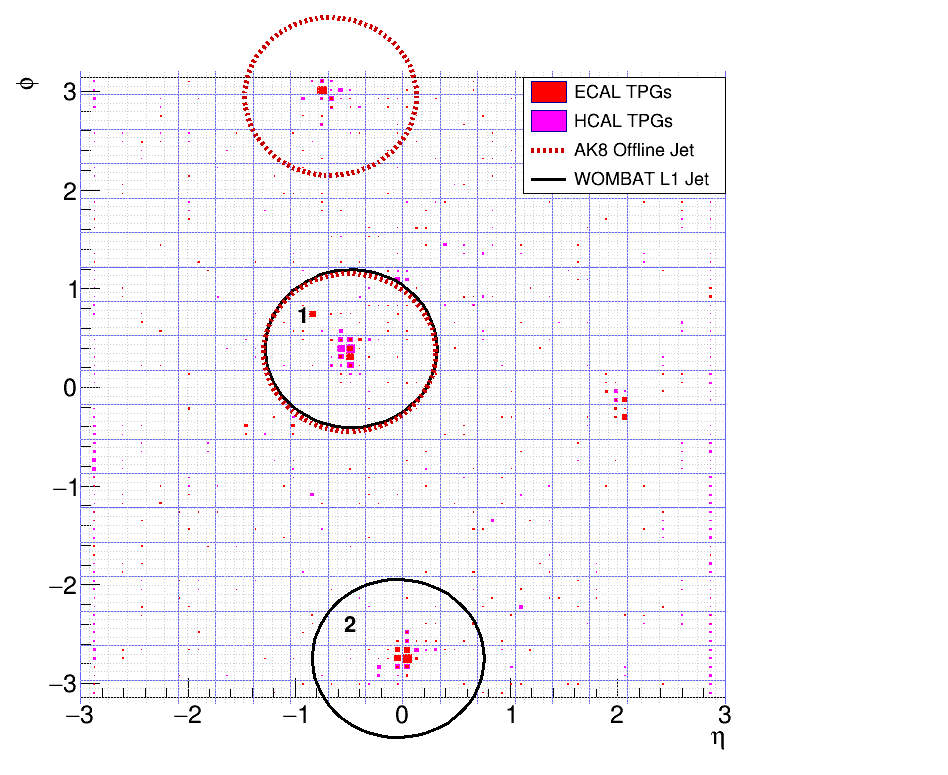 ϕ
3
2
1
0
−1
−2
−3
ECAL TPGs
HCAL TPGs
AK8 Offline Jet
WOMBAT L1 Jet
1
2
−3 −2 −1 0 1 2 3
η